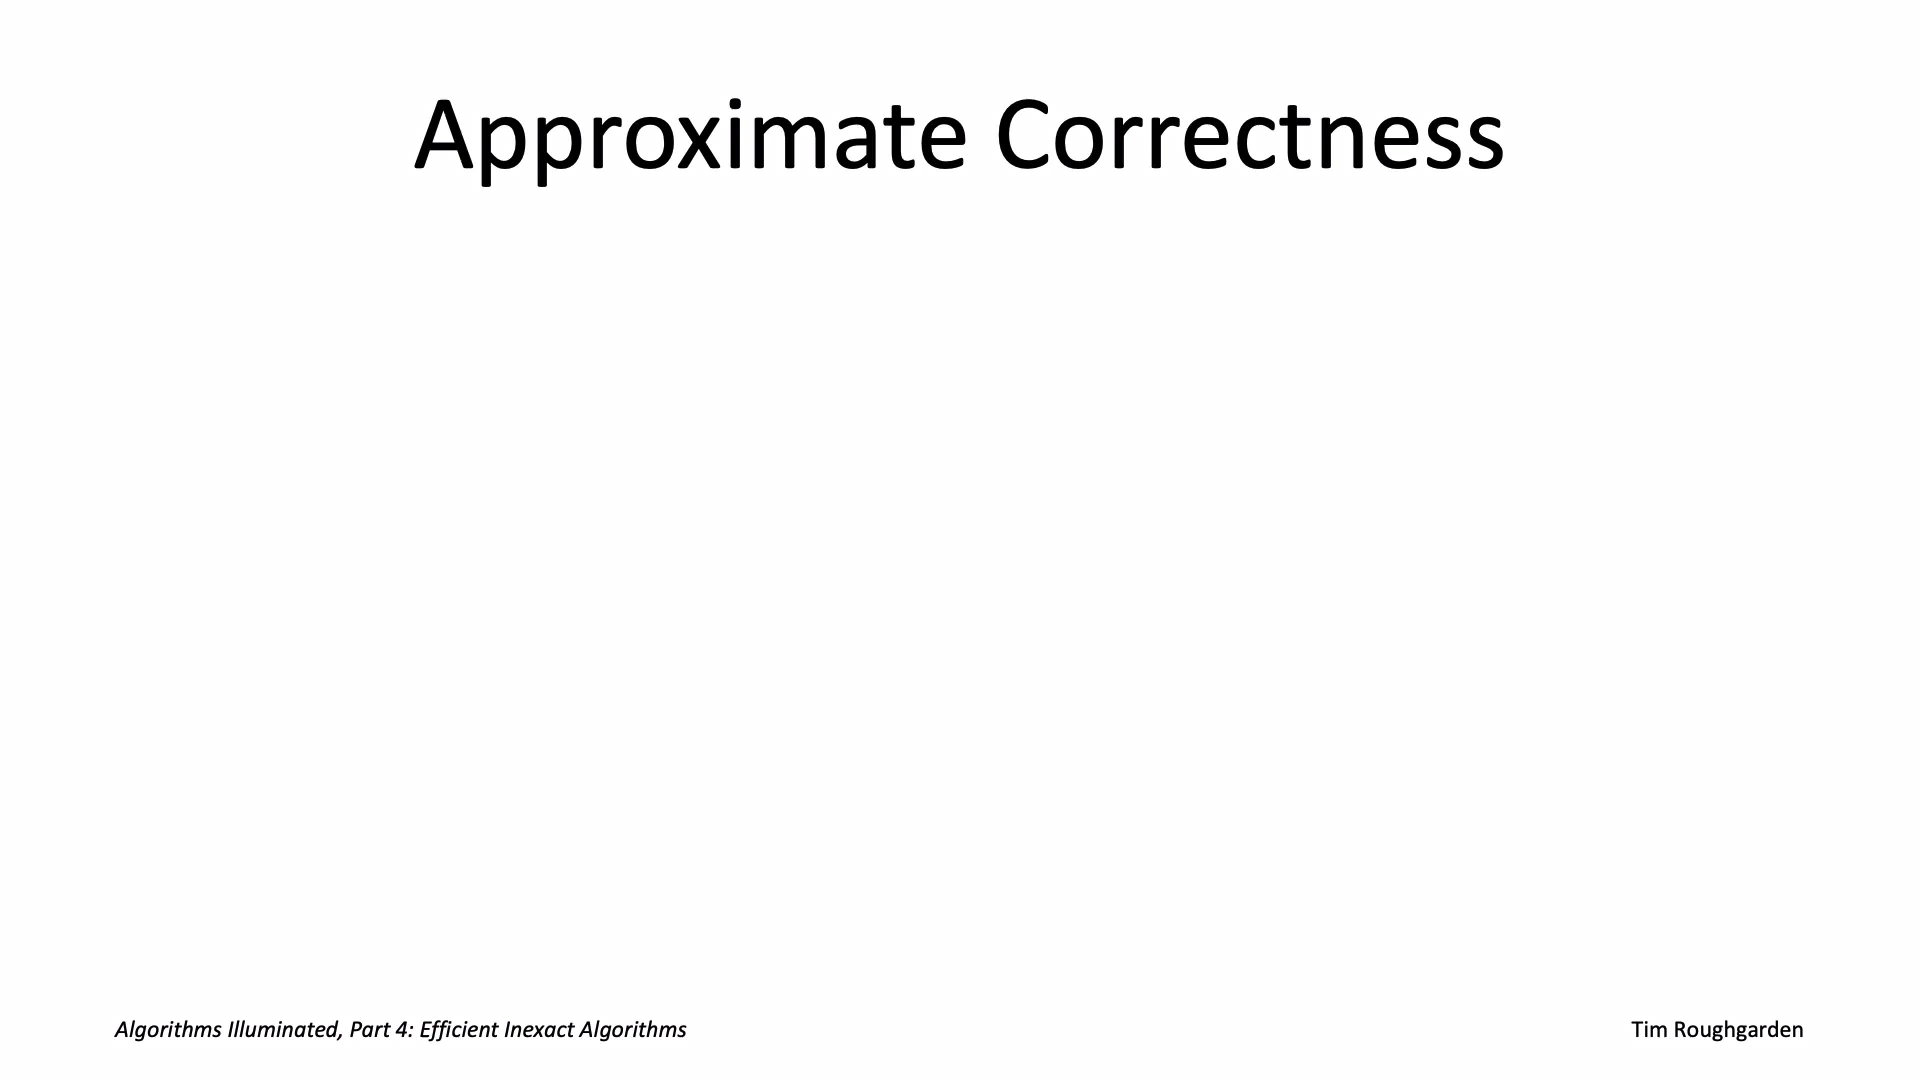 Approximate Correctness
Algorithms Illuminated, Part 4: Efficient Inexact Algorithms
Tim Roughgarden